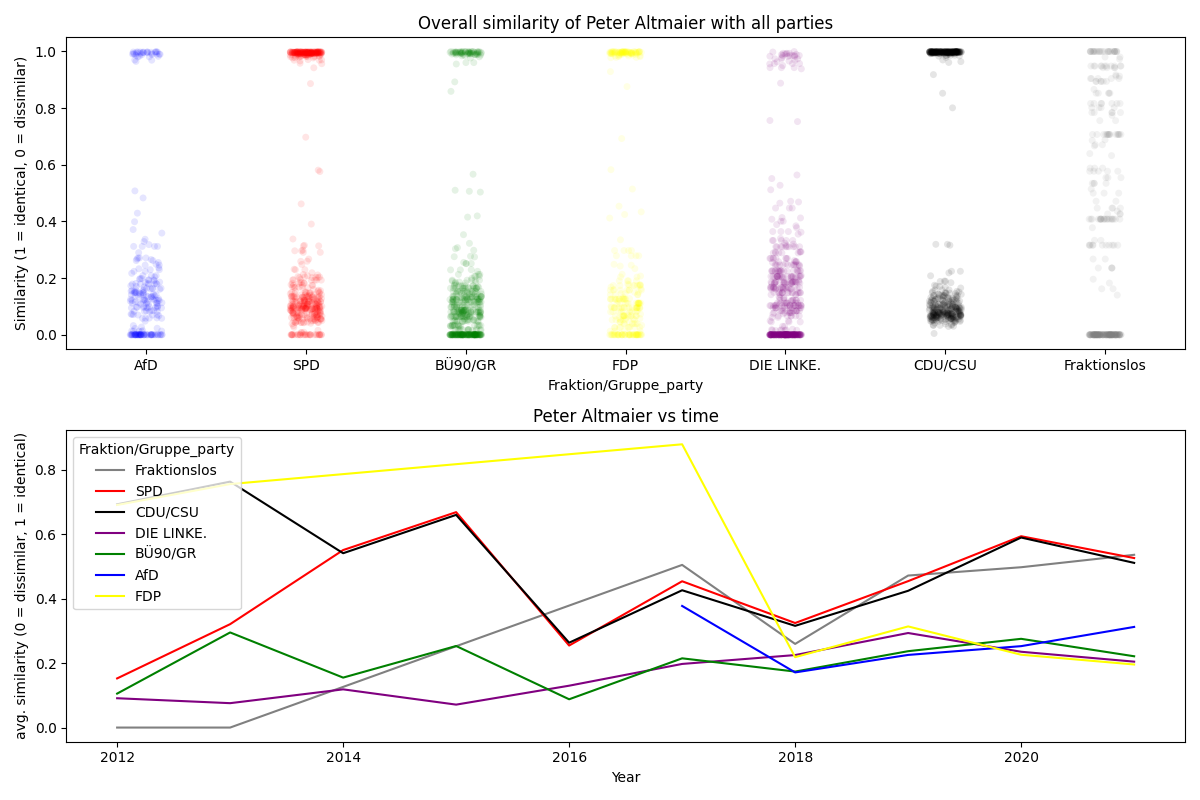 Overall similarity of Peter Altmaier with all parties
Similarity (1 = identical, 0 = dissimilar)
1.0
0.8
0.6
0.4
0.2
0.0
AfD SPD BÜ90/GR FDP DIE LINKE. CDU/CSU Fraktionslos
Fraktion/Gruppe_party
Peter Altmaier vs time
avg. similarity (0 = dissimilar, 1 = identical)
0.8
0.6
0.4
0.2
0.0
Fraktion/Gruppe_party
Fraktionslos
SPD
CDU/CSU
DIE LINKE.
BÜ90/GR
AfD
FDP
2012 2014 2016 2018 2020
Year